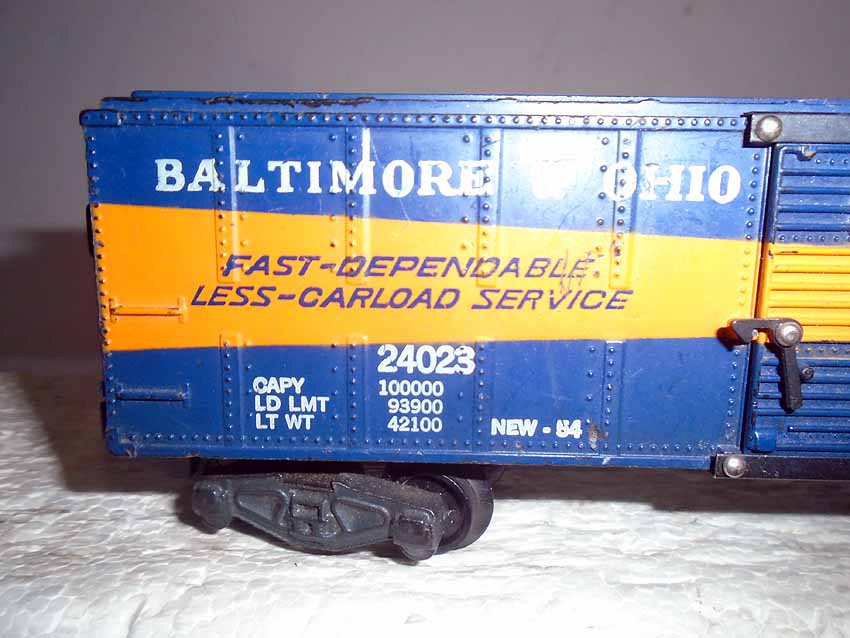 BALTIMORE & OHIO
FAST-DEPENDABLE
LESS-CARLOAD SERVICE
24023
CAPY 100000
LD LMT 93900
LT WT 42100 NEW - 54